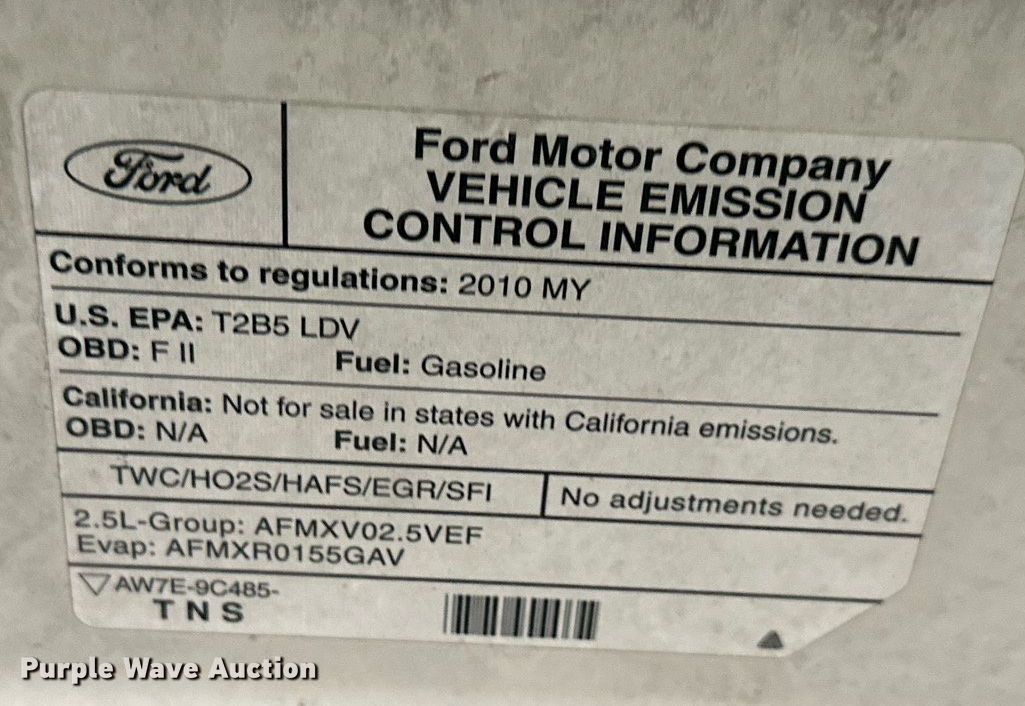 Ford
Ford Motor Company
VEHICLE EMISSION
CONTROL INFORMATION
Conforms to regulations: 2010 MY
U.S. EPA: T2B5 LDV
OBD: F II Fuel: Gasoline
California: Not for sale in states with California emissions.
OBD: N/A Fuel: N/A
TWC/HO2S/HAFS/EGR/SFI No adjustments needed.
2.5L-Group: AFMXV02.5VEF
Evap: AFMXR0155GAV
AW7E-9C485-
TNS
Purple Wave Auction